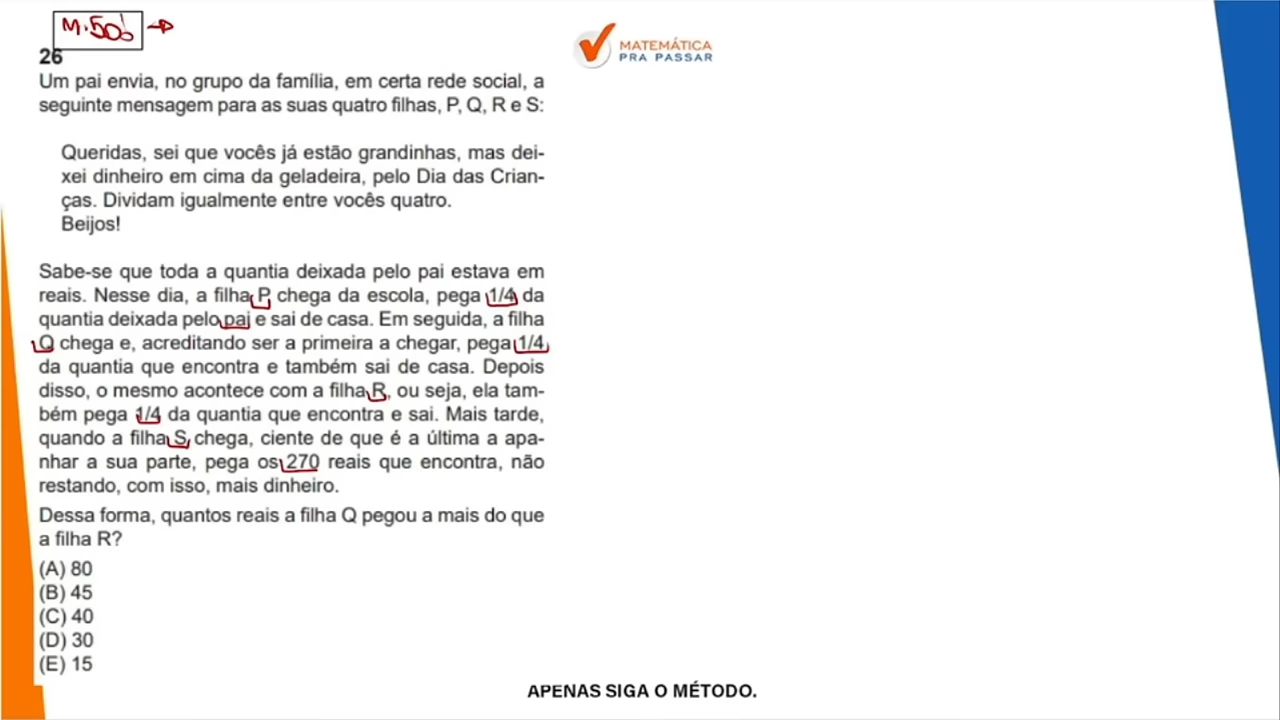 M.50%
26
MATEMÁTICA
PRA PASSAR
Um pai envia, no grupo da família, em certa rede social, a
seguinte mensagem para as suas quatro filhas, P, Q, R e S:
Queridas, sei que vocês já estão grandinhas, mas dei-
xei dinheiro em cima da geladeira, pelo Dia das Crian-
ças. Dividam igualmente entre vocês quatro.
Beijos!
Sabe-se que toda a quantia deixada pelo pai estava em
reais. Nesse dia, a filha P chega da escola, pega 1/4 da
quantia deixada pelo pai e sai de casa. Em seguida, a filha
Q chega e, acreditando ser a primeira a chegar, pega 1/4
da quantia que encontra e também sai de casa. Depois
disso, o mesmo acontece com a filha R, ou seja, ela tam-
bém pega 1/4 da quantia que encontra e sai. Mais tarde,
quando a filha S chega, ciente de que é a última a apa-
nhar a sua parte, pega os 270 reais que encontra, não
restando, com isso, mais dinheiro.
Dessa forma, quantos reais a filha Q pegou a mais do que
a filha R?
(A) 80
(B) 45
(C) 40
(D) 30
(E) 15
APENAS SIGA O MÉTODO.